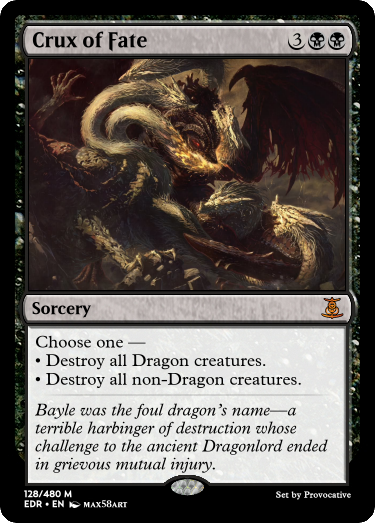 Crux of Fate 3
Sorcery
Choose one —
• Destroy all Dragon creatures.
• Destroy all non-Dragon creatures.
Bayle was the foul dragon's name—a
terrible harbinger of destruction whose
challenge to the ancient Dragonlord ended
in grievous mutual injury.
128/480 M
EDR • EN MAX58ART
Set by Provocative